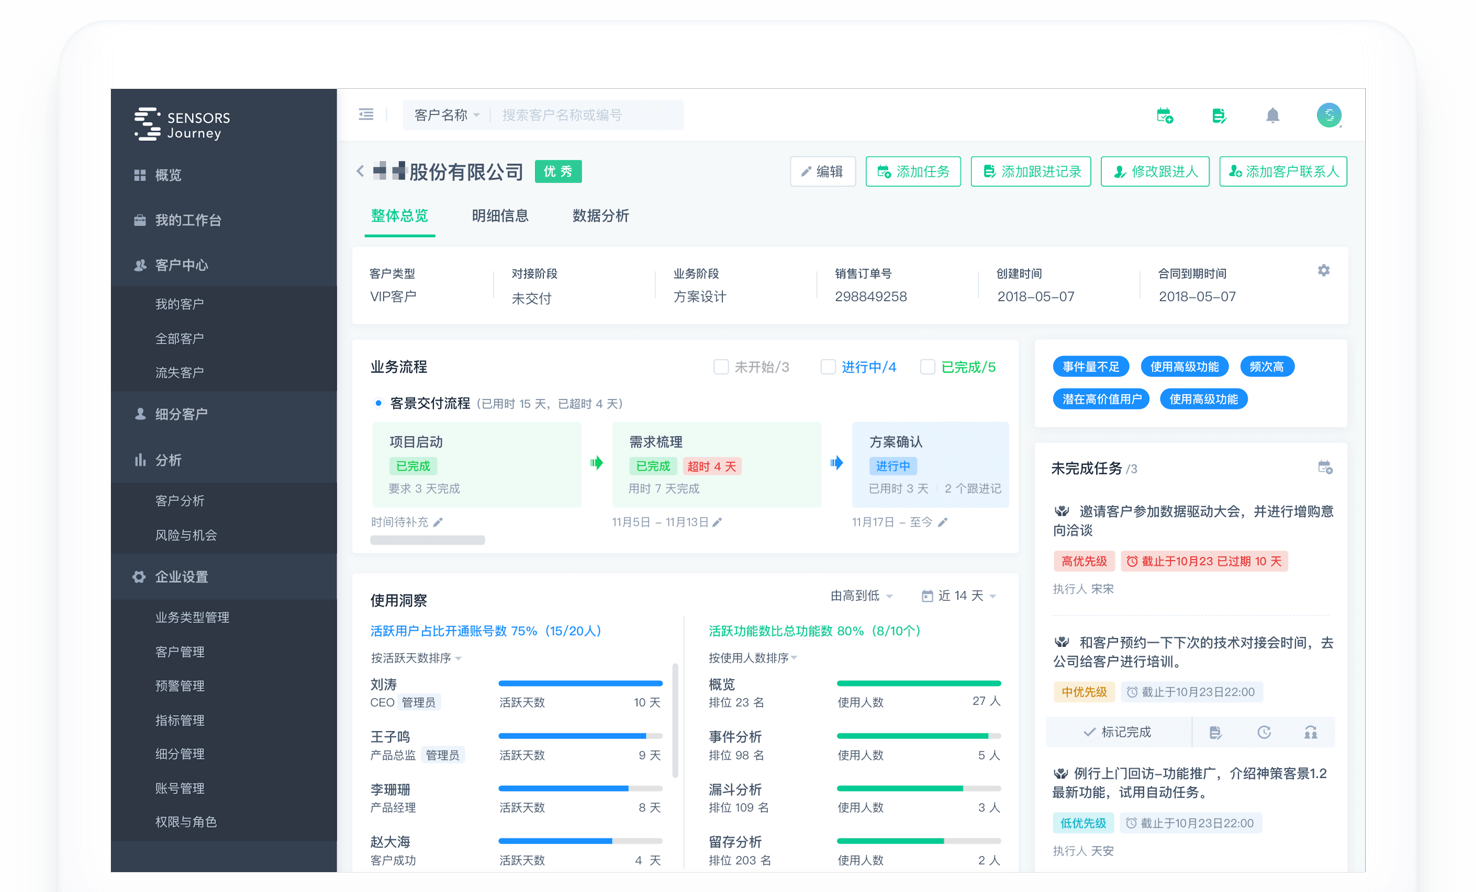 SENSORS
Journey
概览
我的工作台
客户中心
我的客户
全部客户
流失客户
细分客户
分析
客户分析
风险与机会
企业设置
业务类型管理
客户管理
预警管理
指标管理
细分管理
账号管理
权限与角色
客户名称 搜索客户名称或编号
股份有限公司 优秀
编辑 添加任务 添加跟进记录 修改跟进人 添加客户联系人
整体总览 明细信息 数据分析
客户类型 对接阶段 业务阶段 销售订单号 创建时间 合同到期时间
VIP客户 未交付 方案设计 298849258 2018-05-07 2018-05-07
业务流程 未开始/3 进行中/4 已完成/5
客景交付流程 (已用时 15 天，已超时 4 天)
项目启动 需求梳理 方案确认
已完成 已完成 超时 4 天 进行中
要求 3 天完成 用时 7 天完成 已用时 3 天 2 个跟进记
时间待补充 11月5日 - 11月13日 11月17日 - 至今
使用洞察 由高到低 近 14 天
活跃用户占比开通账号数 75%（15/20人）
按活跃天数排序
刘涛
CEO 管理员 活跃天数 10 天
王子鸣
产品总监 管理员 活跃天数 9 天
李珊珊
产品经理 活跃天数 8 天
赵大海
客户成功 活跃天数 4 天
活跃功能数比总功能数 80%（8/10个）
按使用人数排序
概览
排位 23 名 使用人数 27 人
事件分析
排位 98 名 使用人数 5 人
漏斗分析
排位 109 名 使用人数 3 人
留存分析
排位 203 名 使用人数 2 人
事件量不足 使用高级功能 频次高
潜在高价值用户 使用高级功能
未完成任务 /3
邀请客户参加数据驱动大会，并进行增购意
向洽谈
高优先级 截止于10月23 已过期 10 天
执行人 宋宋
和客户预约一下下次的技术对接会时间，去
公司给客户进行培训。
中优先级 截止于10月23日22:00
标记完成
例行上门回访-功能推广，介绍神策客景1.2
最新功能，试用自动任务。
低优先级 截止于10月23日22:00
执行人 天安